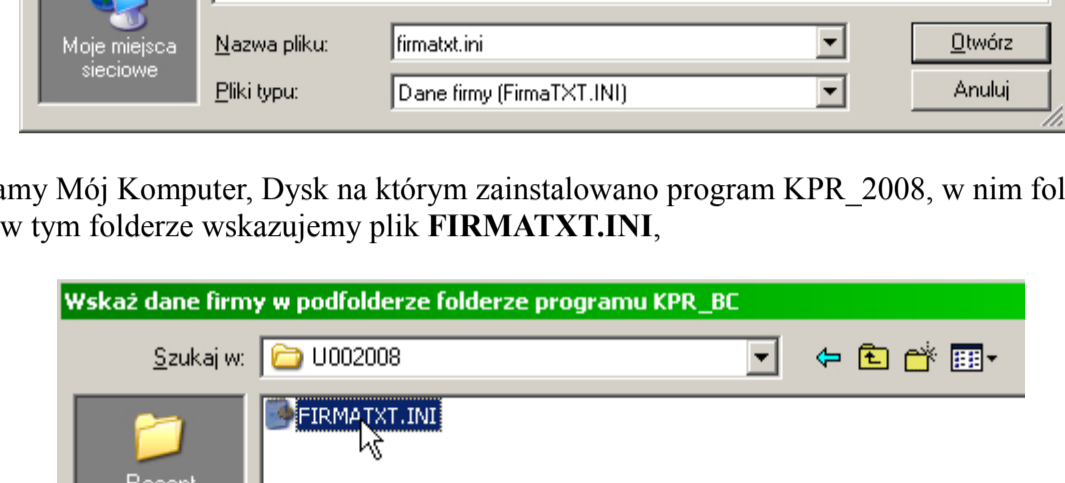 Moje miejsca
sieciowe
Nazwa pliku:
firmatxt.ini
Otwórz
Pliki typu:
Dane firmy (FirmaTXT.INI)
Anuluj
amy Mój Komputer, Dysk na którym zainstalowano program KPR_2008, w nim fol
w tym folderze wskazujemy plik FIRMATXT.INI,
Wskaż dane firmy w podfolderze folderze programu KPR_BC
Szukaj w:
U002008
FIRMATXT.INI
Recent